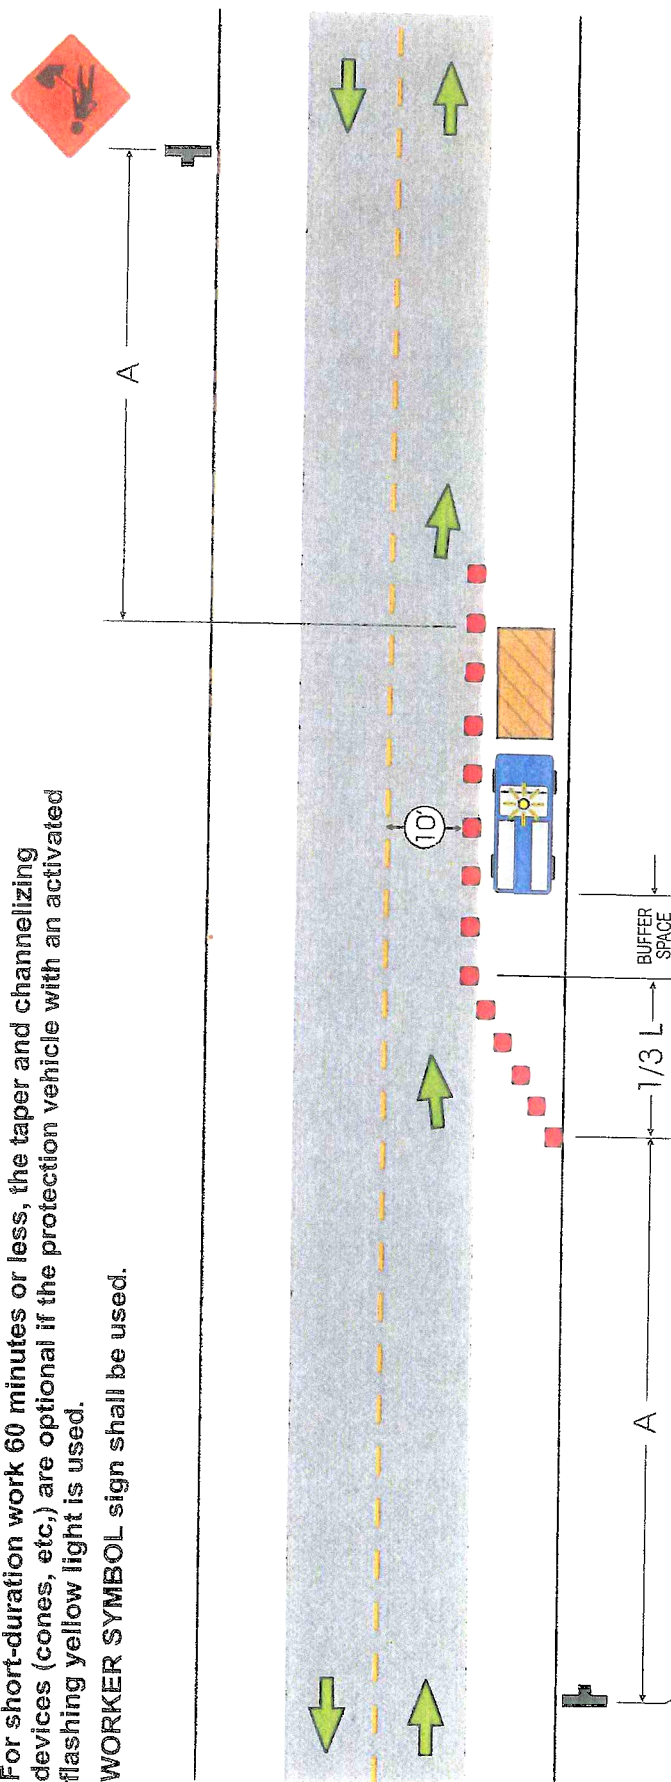 For short-duration work 60 minutes or less, the taper and channelizing
devices (cones, etc,) are optional if the protection vehicle with an activated
flashing yellow light is used.
WORKER SYMBOL sign shall be used.
A
10'
BUFFER
SPACE
1/3 L
A